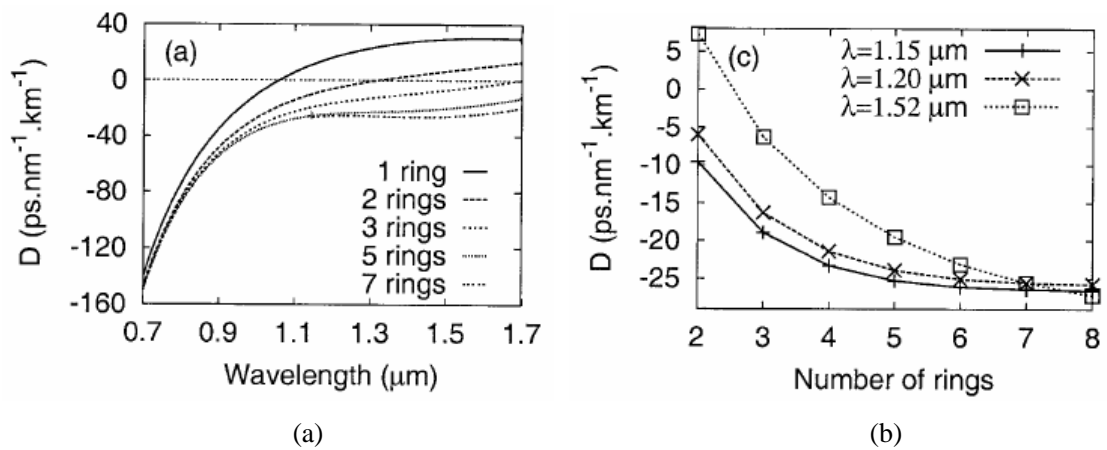 40
0
-40
-80
-120
-160
D (ps.nm⁻¹.km⁻¹)
(a)
1 ring
2 rings
3 rings
5 rings
7 rings
0.7 0.9 1.1 1.3 1.5 1.7
Wavelength (μm)
(a)
5
0
-5
-10
-15
-20
-25
D (ps.nm⁻¹.km⁻¹)
(c)
λ=1.15 μm
λ=1.20 μm
λ=1.52 μm
2 3 4 5 6 7 8
Number of rings
(b)